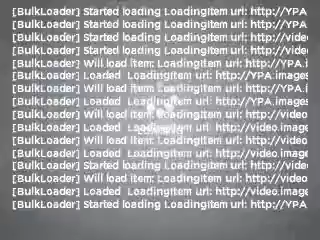 [BulkLoader] Started loading LoadingItem url: http://YPA
[BulkLoader] Started loading LoadingItem url: http://YPA
[BulkLoader] Started loading LoadingItem url: http://vide
[BulkLoader] Started loading LoadingItem url: http://vide
[BulkLoader] Will load item: LoadingItem url: http://YPA.i
[BulkLoader] Loaded LoadingItem url: http://YPA.images
[BulkLoader] Will load item: LoadingItem url: http://YPA.i
[BulkLoader] Loaded LoadingItem url: http://YPA.images
[BulkLoader] Will load item: LoadingItem url: http://video
[BulkLoader] Loaded LoadingItem url: http://video.image
[BulkLoader] Will load item: LoadingItem url: http://video
[BulkLoader] Loaded LoadingItem url: http://video.image
[BulkLoader] Started loading LoadingItem url: http://vide
[BulkLoader] Will load item: LoadingItem url: http://video
[BulkLoader] Loaded LoadingItem url: http://video.image
[BulkLoader] Started loading LoadingItem url: http://YPA